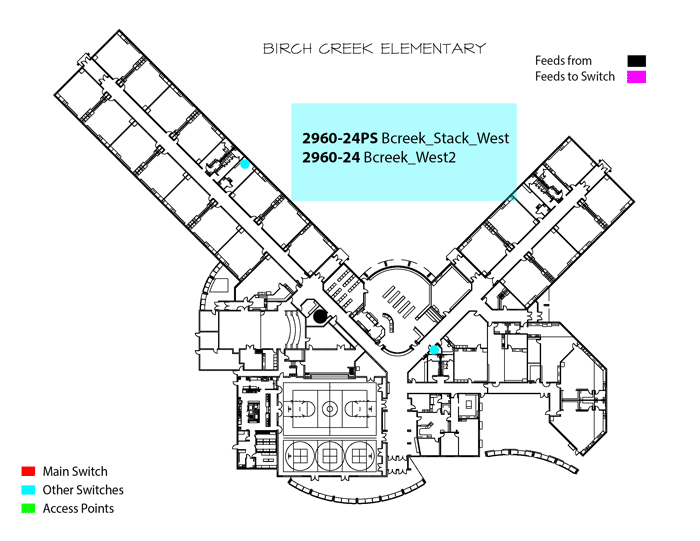 BIRCH CREEK ELEMENTARY
Feeds from
Feeds to Switch
2960-24PS Bcreek_Stack_West
2960-24 Bcreek_West2
Main Switch
Other Switches
Access Points